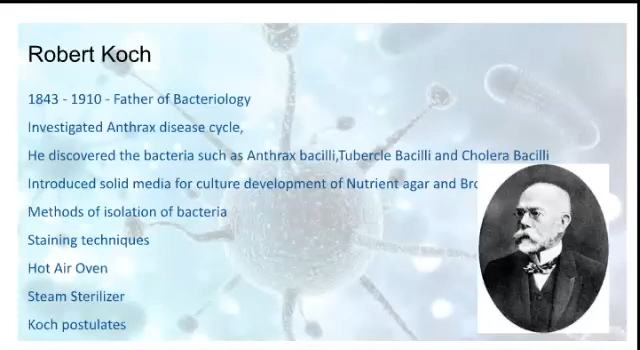 Robert Koch
1843 - 1910 - Father of Bacteriology
Investigated Anthrax disease cycle,
He discovered the bacteria such as Anthrax bacilli,Tubercle Bacilli and Cholera Bacilli
Introduced solid media for culture development of Nutrient agar and
Methods of isolation of bacteria
Staining techniques
Hot Air Oven
Steam Sterilizer
Koch postulates